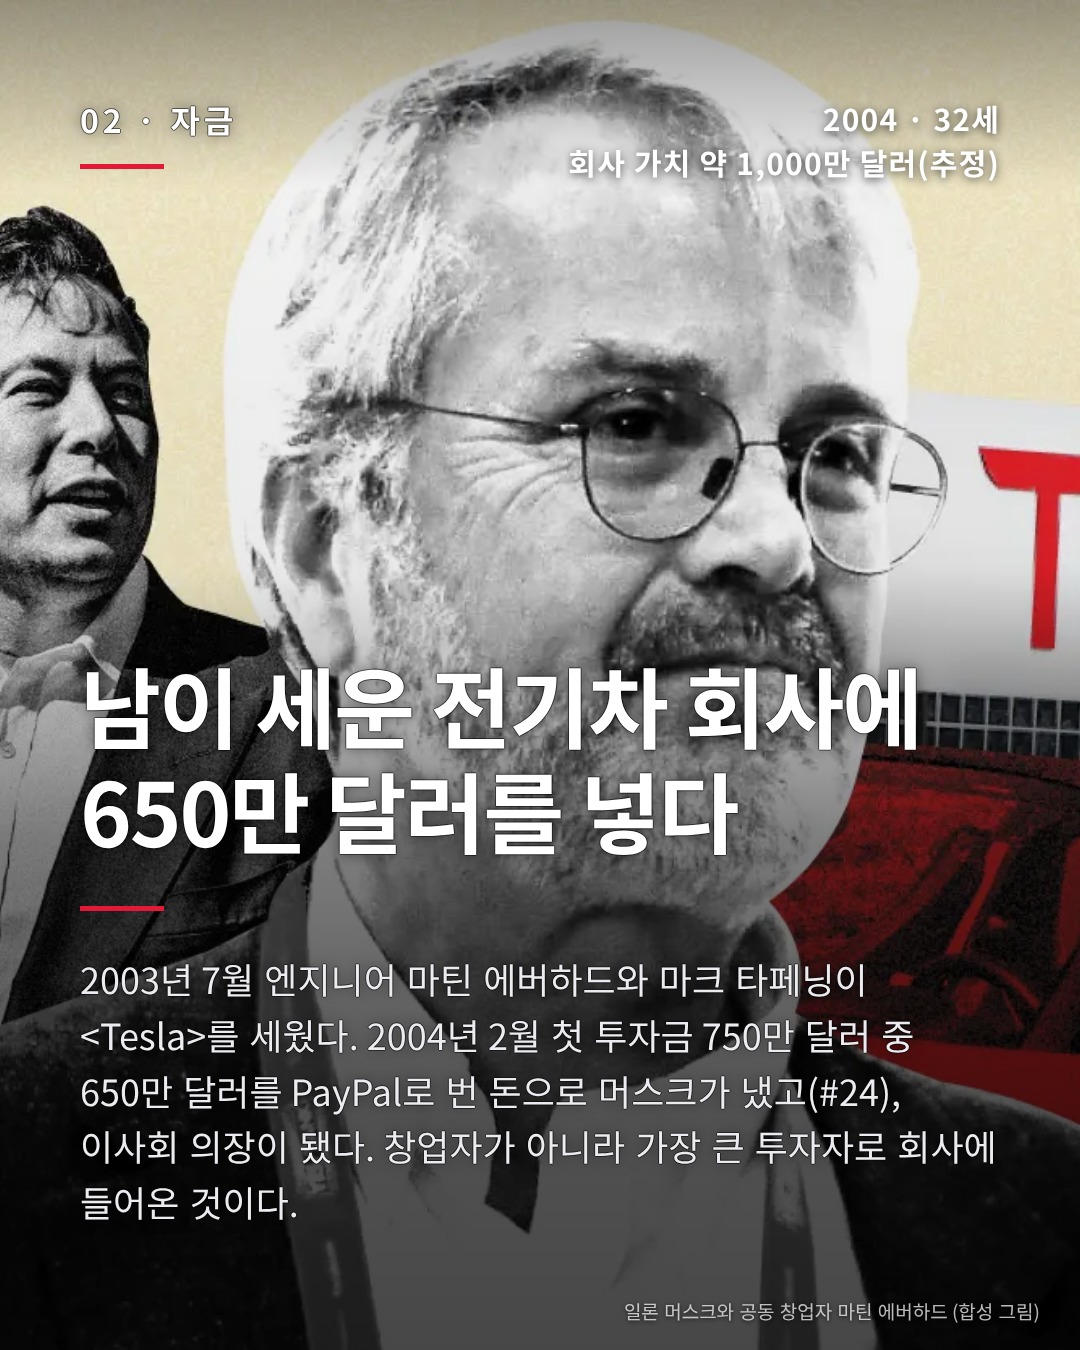 02 · 자금
2004 · 32세
회사 가치 약 1,000만 달러(추정)
T
남이 세운 전기차 회사에
650만 달러를 넣다
2003년 7월 엔지니어 마틴 에버하드와 마크 타페닝이
<Tesla>를 세웠다. 2004년 2월 첫 투자금 750만 달러 중
650만 달러를 PayPal로 번 돈으로 머스크가 냈고(#24),
이사회 의장이 됐다. 창업자가 아니라 가장 큰 투자자로 회사에
들어온 것이다.
일론 머스크와 공동 창업자 마틴 에버하드 (합성 그림)